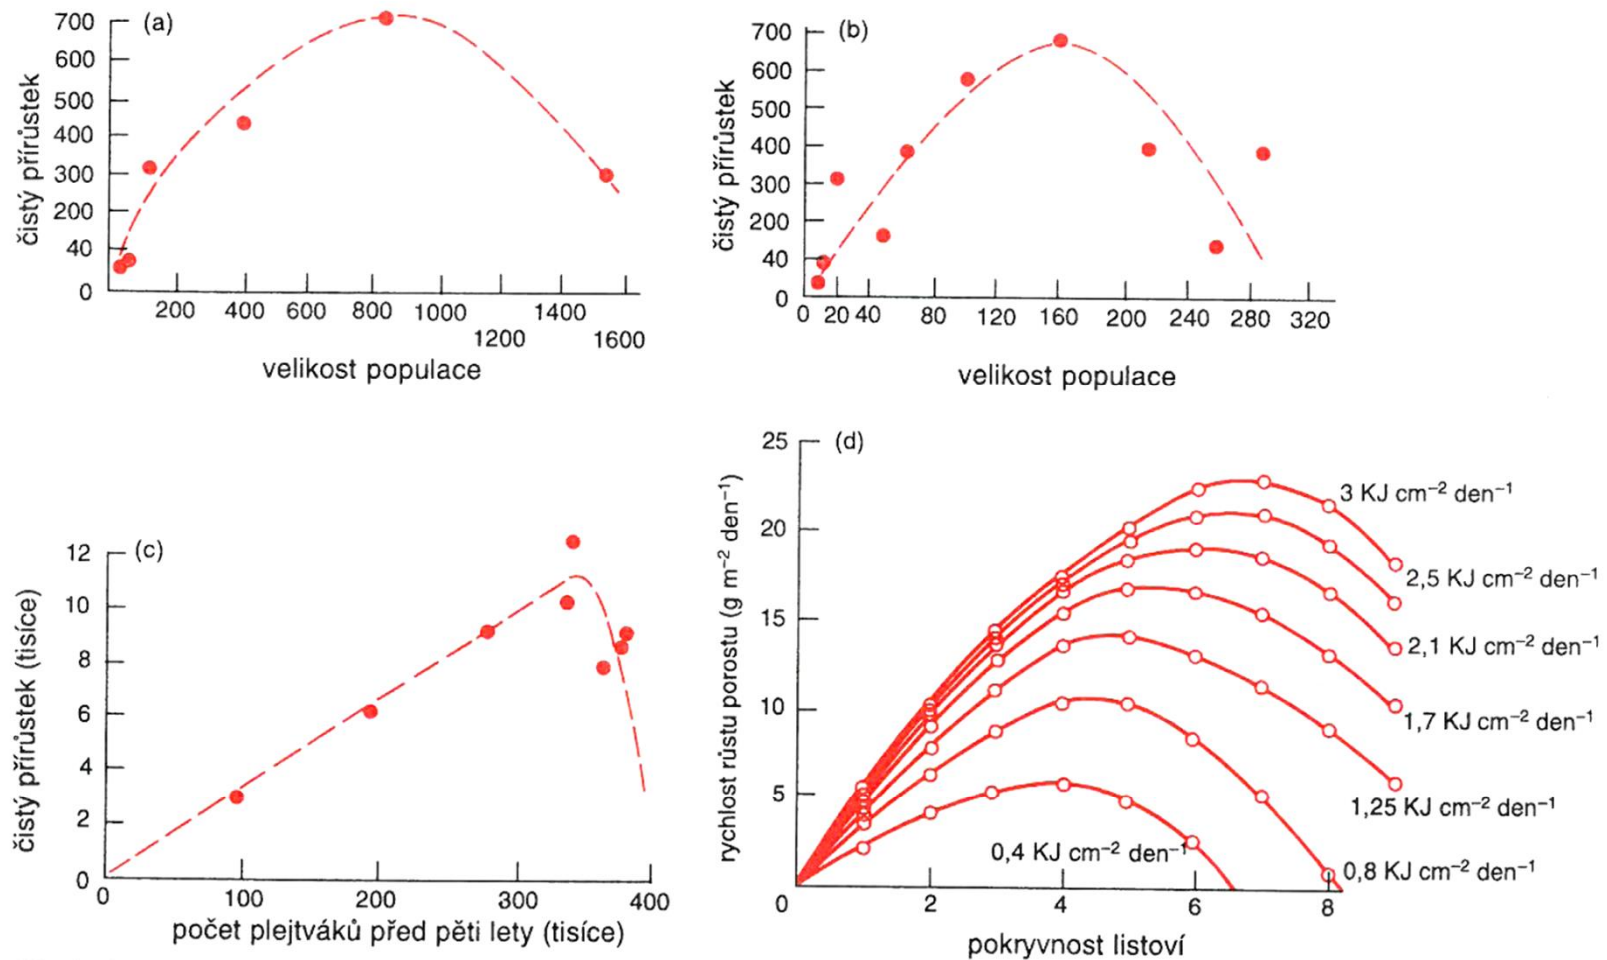 (a)
čistý přírůstek
700
600
500
400
300
200
40
0
200 400 600 800 1000 1400
1200 1600
velikost populace
(b)
čistý přírůstek
700
600
500
400
300
200
40
0
0 20 40 80 120 160 200 240 280 320
velikost populace
(c)
čistý přírůstek (tisíce)
12
10
8
6
4
2
0
100 200 300 400
počet plejtváků před pěti lety (tisíce)
(d)
rychlost růstu porostu (g m⁻² den⁻¹)
25
20
15
10
5
0 2 4 6 8
pokryvnost listoví
3 KJ cm⁻² den⁻¹
2,5 KJ cm⁻² den⁻¹
2,1 KJ cm⁻² den⁻¹
1,7 KJ cm⁻² den⁻¹
1,25 KJ cm⁻² den⁻¹
0,4 KJ cm⁻² den⁻¹
0,8 KJ cm⁻² den⁻¹